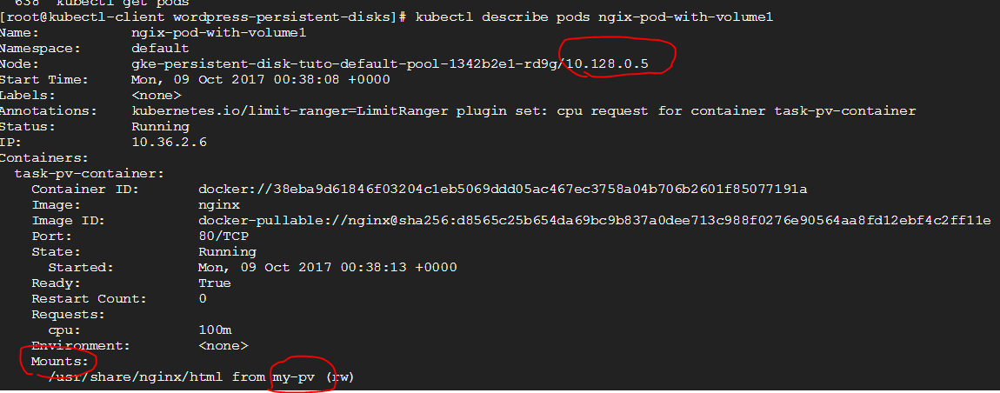 638  kubectl get pods
[root@kubectl-client wordpress-persistent-disks]# kubectl describe pods ngix-pod-with-volume1
Name:           ngix-pod-with-volume1
Namespace:      default
Node:           gke-persistent-disk-tuto-default-pool-1342b2e1-rd9g/10.128.0.5
Start Time:     Mon, 09 Oct 2017 00:38:08 +0000
Labels:         <none>
Annotations:    kubernetes.io/limit-ranger=LimitRanger plugin set: cpu request for container task-pv-container
Status:         Running
IP:             10.36.2.6
Containers:
  task-pv-container:
    Container ID:       docker://38eba9d61846f03204c1eb5069ddd05ac467ec3758a04b706b2601f85077191a
    Image:              nginx
    Image ID:           docker-pullable://nginx@sha256:d8565c25b654da69bc9b837a0dee713c988f0276e90564aa8fd12ebf4c2ff11e
    Port:               80/TCP
    State:              Running
      Started:          Mon, 09 Oct 2017 00:38:13 +0000
    Ready:              True
    Restart Count:      0
    Requests:
      cpu:              100m
    Environment:        <none>
    Mounts:
      /usr/share/nginx/html from my-pv (rw)